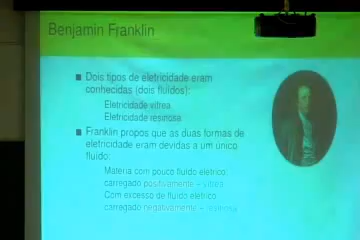 Benjamin Franklin
Dois tipos de eletricidade eram
conhecidas (dois fluidos):
Eletricidade vítrea
Eletricidade resinosa
Franklin propos que as duas formas de
eletricidade eram devidas a um único
fluido:
Matéria com pouco fluido elétrico:
carregado positivamente – vítrea
Com excesso de fluido elétrico
carregado negativamente – resinosa